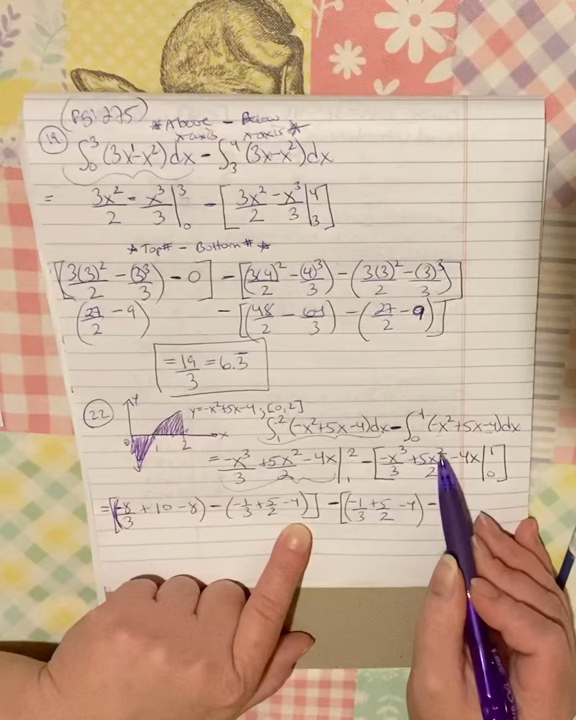 (pg. 275)
*Above - Below
x axis x axis *
19 ∫₀³(3x-x²)dx - ∫₃⁴(3x-x²)dx
= 3x²/2 - x³/3 |₀³ - [3x²/2 - x³/3 |₃⁴]
*Top# - Bottom# *
[(3(3)²/2 - (3)³/3) - 0] - [(3(4)²/2 - (4)³/3) - (3(3)²/2 - (3)³/3)]
(27/2 - 9) - [(48/2 - 64/3) - (27/2 - 9)]
= 19/3 = 6.3̅
22 y y=-x²+5x-4, [0,2] ∫₁²(-x²+5x-4)dx - ∫₀¹(-x²+5x-4)dx
1 2 x
= -x³/3 + 5x²/2 - 4x |₁² - [-x³/3 + 5x²/2 - 4x |₀¹]
= [(-8/3 + 10 - 8) - (-1/3 + 5/2 - 4)] - [(-1/3 + 5/2 - 4) -